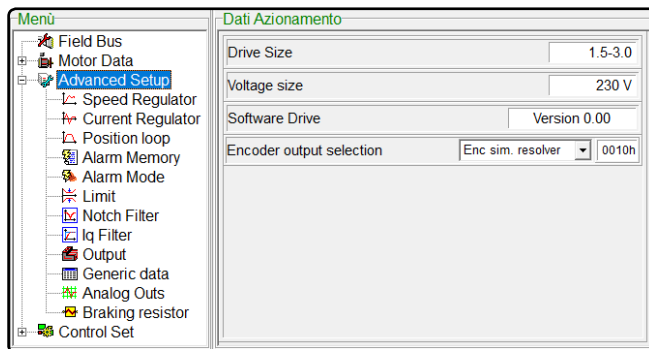 Menù
Field Bus
Motor Data
Advanced Setup
Speed Regulator
Current Regulator
Position loop
Alarm Memory
Alarm Mode
Limit
Notch Filter
Iq Filter
Output
Generic data
Analog Outs
Braking resistor
Control Set
Dati Azionamento
Drive Size 1.5-3.0
Voltage size 230 V
Software Drive Version 0.00
Encoder output selection Enc sim. resolver 0010h